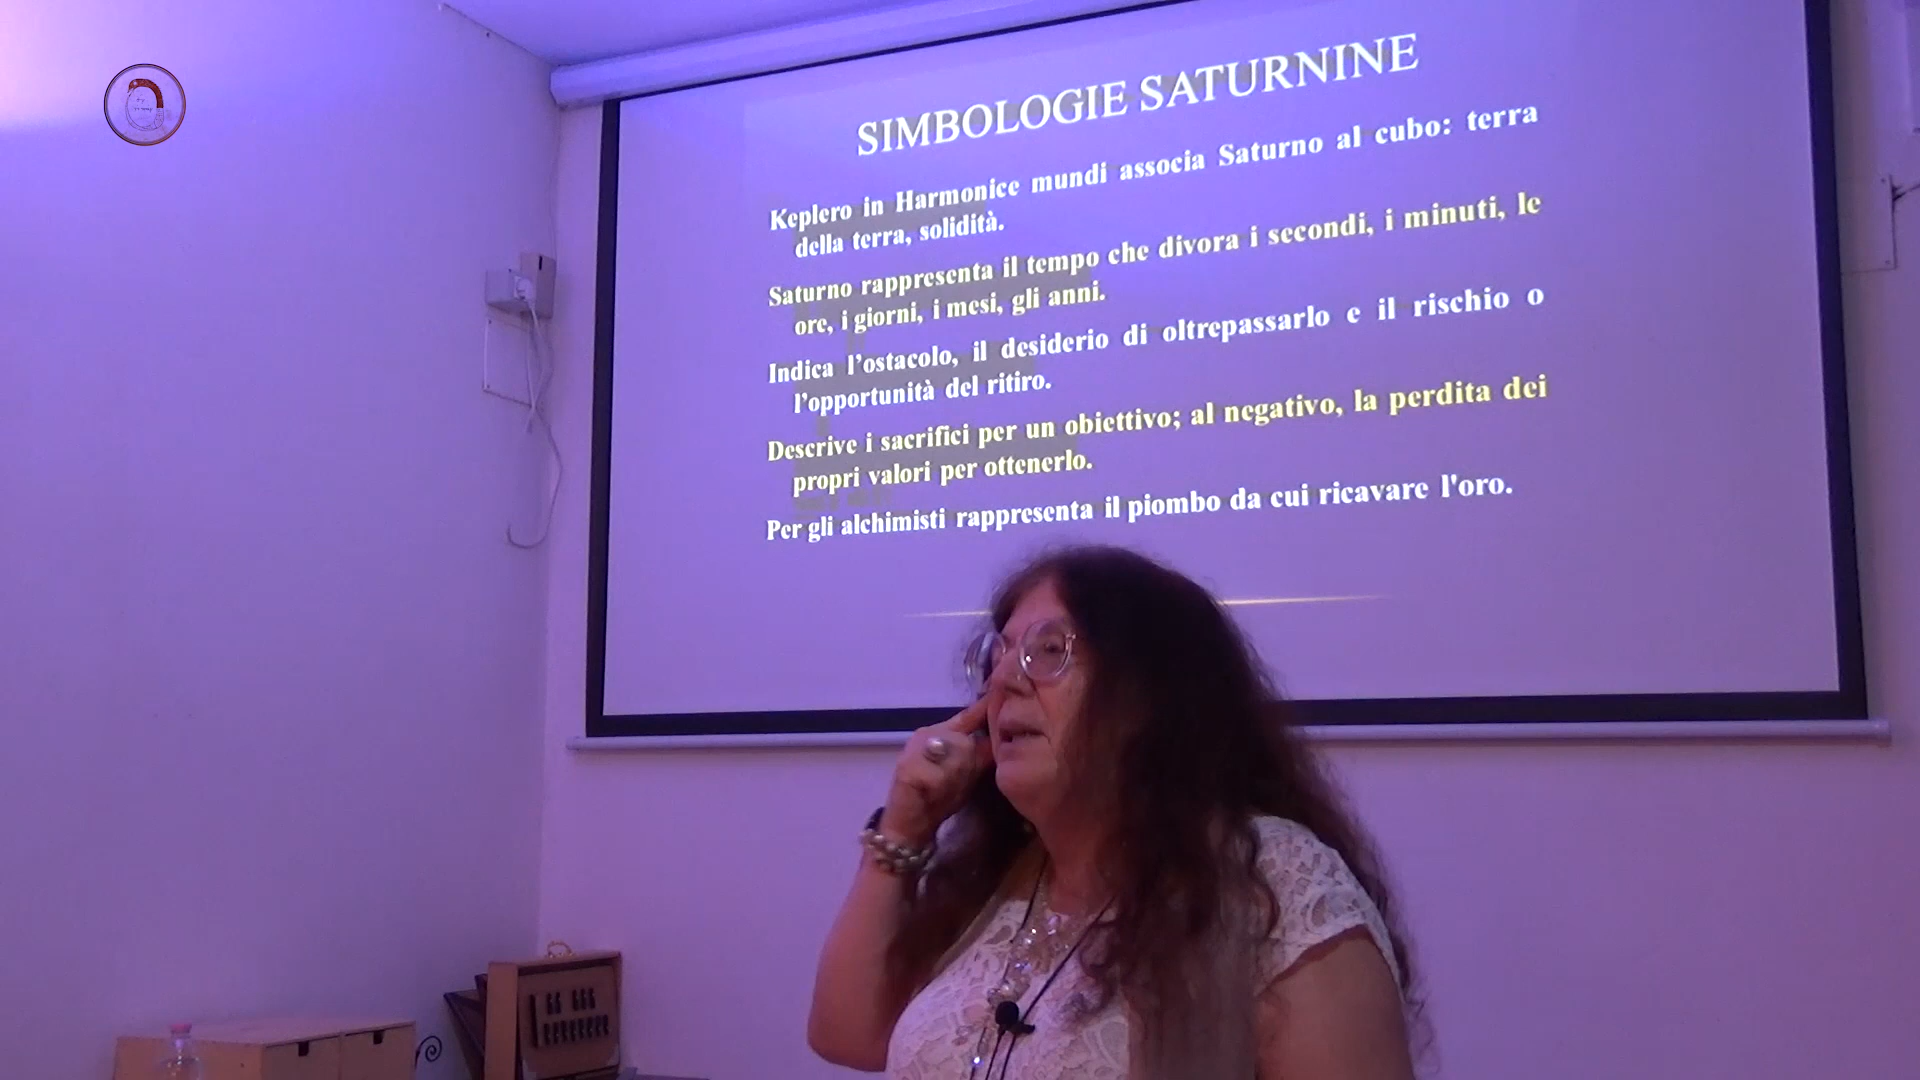 SIMBOLOGIE SATURNINE
Keplero in Harmonice mundi associa Saturno al cubo: terra
della terra, solidità.
Saturno rappresenta il tempo che divora i secondi, i minuti, le
ore, i giorni, i mesi, gli anni.
Indica l’ostacolo, il desiderio di oltrepassarlo e il rischio o
l’opportunità del ritiro.
Descrive i sacrifici per un obiettivo; al negativo, la perdita dei
propri valori per ottenerlo.
Per gli alchimisti rappresenta il piombo da cui ricavare l'oro.